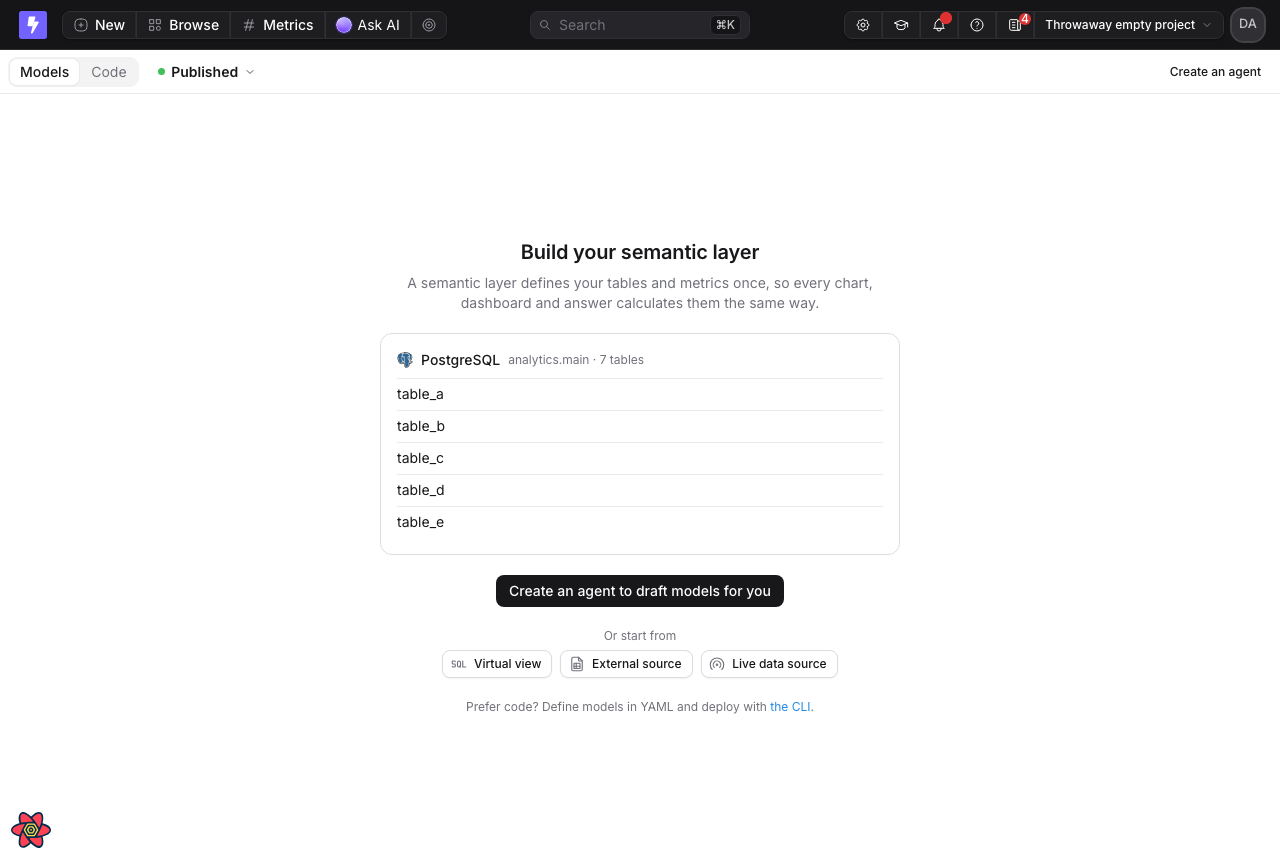 New
Browse
Metrics
Ask AI
Search
⌘K
4
Throwaway empty project
DA
Models
Code
Published
Create an agent
Build your semantic layer
A semantic layer defines your tables and metrics once, so every chart,
dashboard and answer calculates them the same way.
PostgreSQL analytics.main · 7 tables
table_a
table_b
table_c
table_d
table_e
Create an agent to draft models for you
Or start from
SQL Virtual view
External source
Live data source
Prefer code? Define models in YAML and deploy with the CLI.